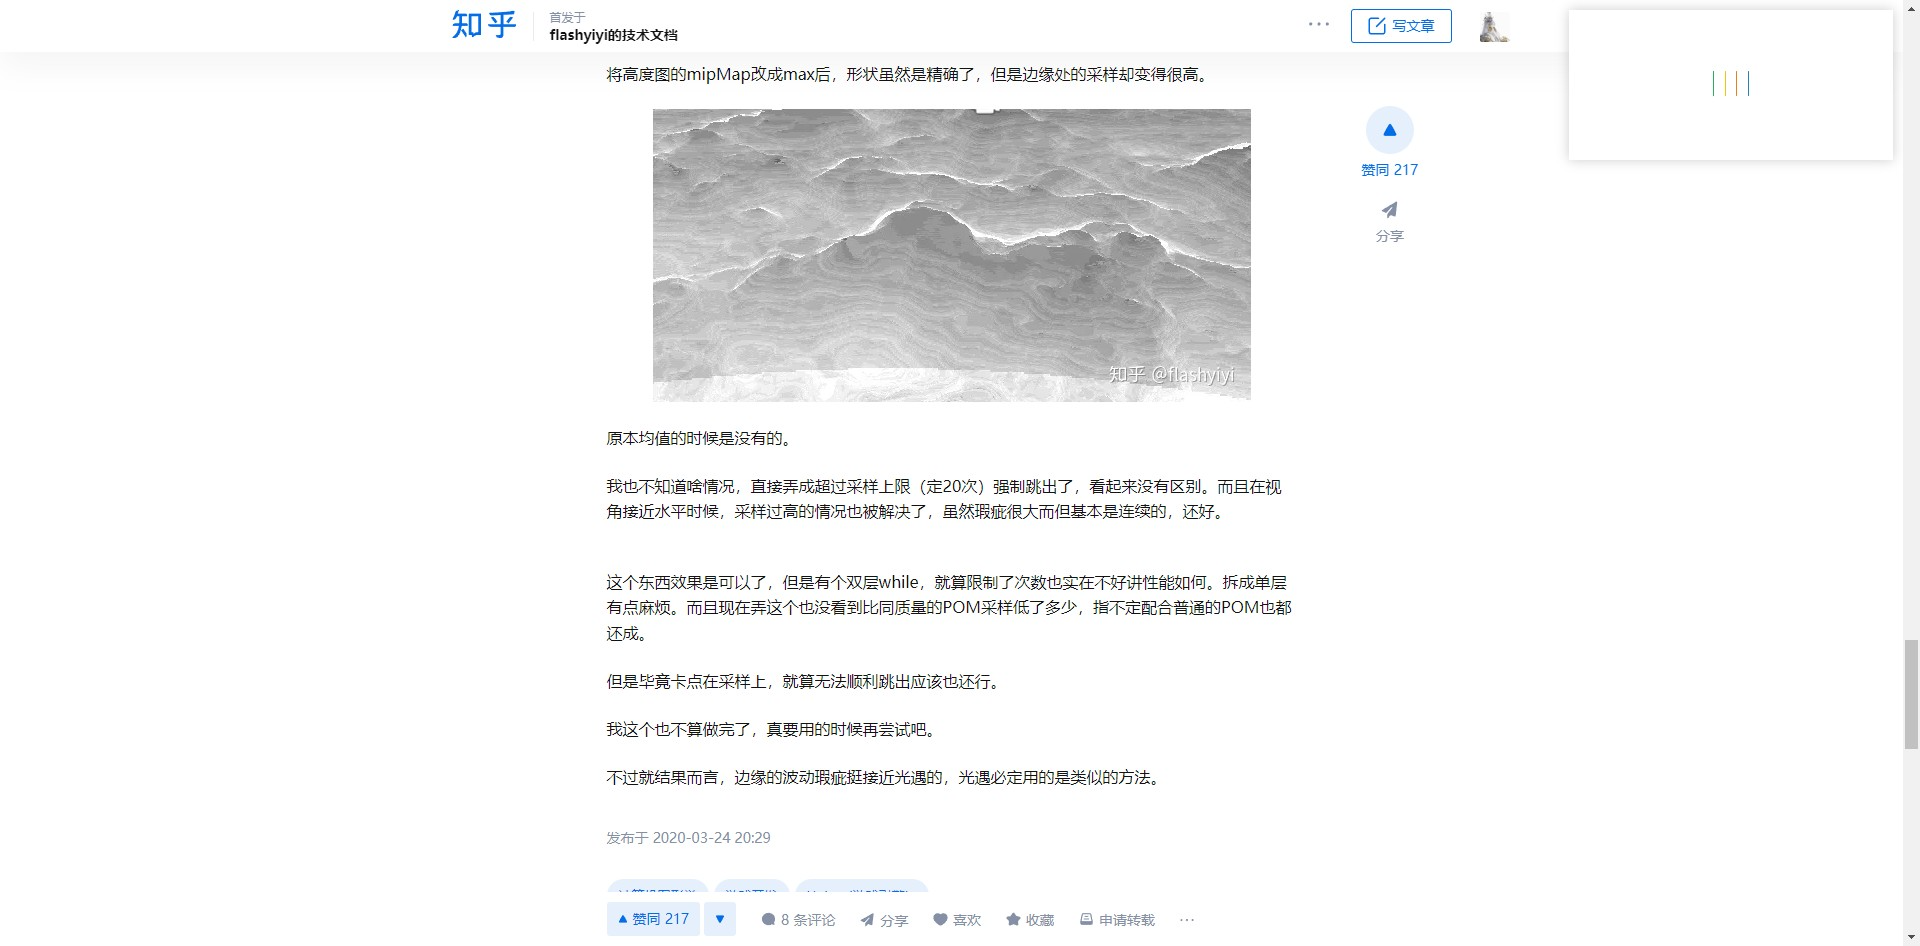 知乎
首发于
flashyiyi的技术文档
写文章
将高度图的mipMap改成max后，形状虽然是精确了，但是边缘处的采样却变得很高。
赞同 217
分享
知乎 @flashyiyi
原本均值的时候是没有的。
我也不知道啥情况，直接弄成超过采样上限（定20次）强制跳出了，看起来没有区别。而且在视
角接近水平时候，采样过高的情况也被解决了，虽然瑕疵很大而但基本是连续的，还好。
这个东西效果是可以了，但是有个双层while，就算限制了次数也实在不好讲性能如何。拆成单层
有点麻烦。而且现在弄这个也没看到比同质量的POM采样低了多少，指不定配合普通的POM也都
还成。
但是毕竟卡点在采样上，就算无法顺利跳出应该也还行。
我这个也不算做完了，真要用的时候再尝试吧。
不过就结果而言，边缘的波动瑕疵挺接近光遇的，光遇必定用的是类似的方法。
发布于 2020-03-24 20:29
赞同 217
8 条评论
分享
喜欢
收藏
申请转载